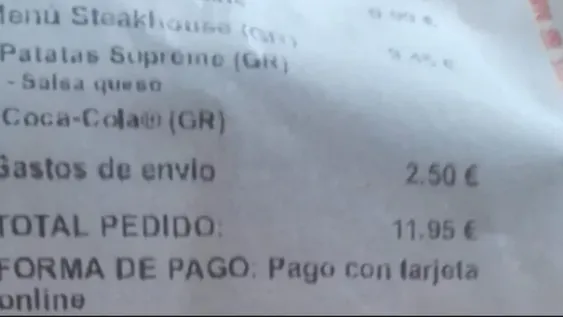 Menú Steakhouse (GR)
Patatas Supreme (GR)
- Salsa queso
Coca-Cola® (GR)
Gastos de envio 2.50 €
TOTAL PEDIDO: 11.95 €
FORMA DE PAGO: Pago con tarjeta
online